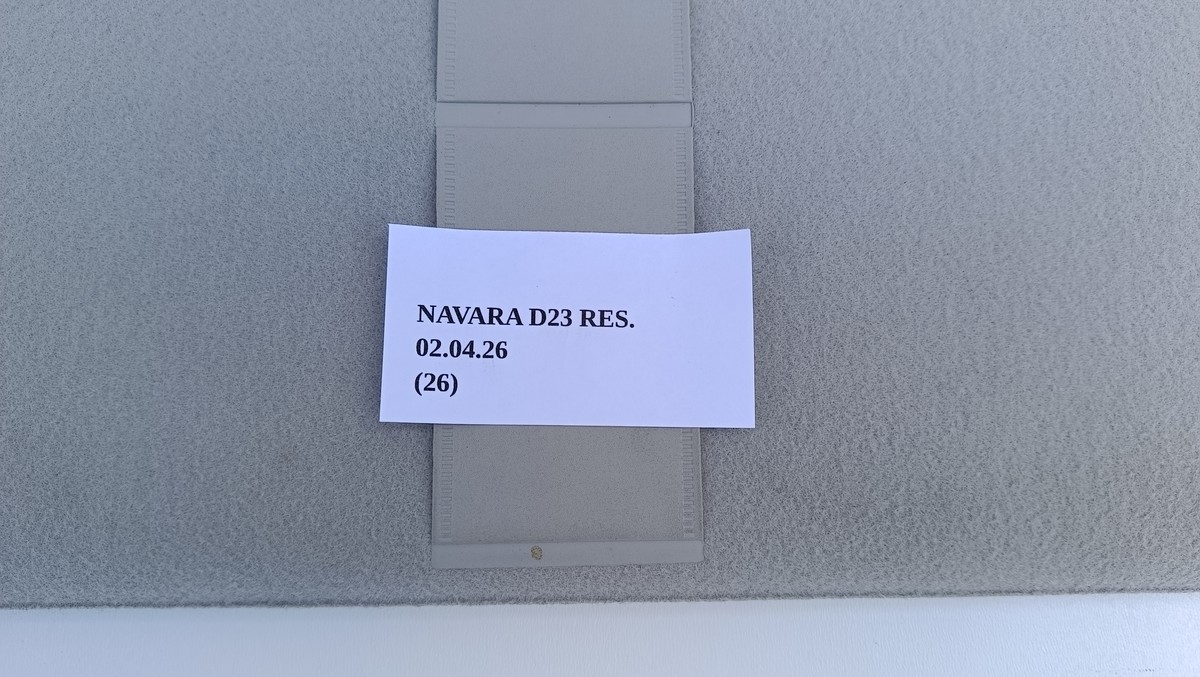 NAVARA D23 RES.
02.04.26
(26)